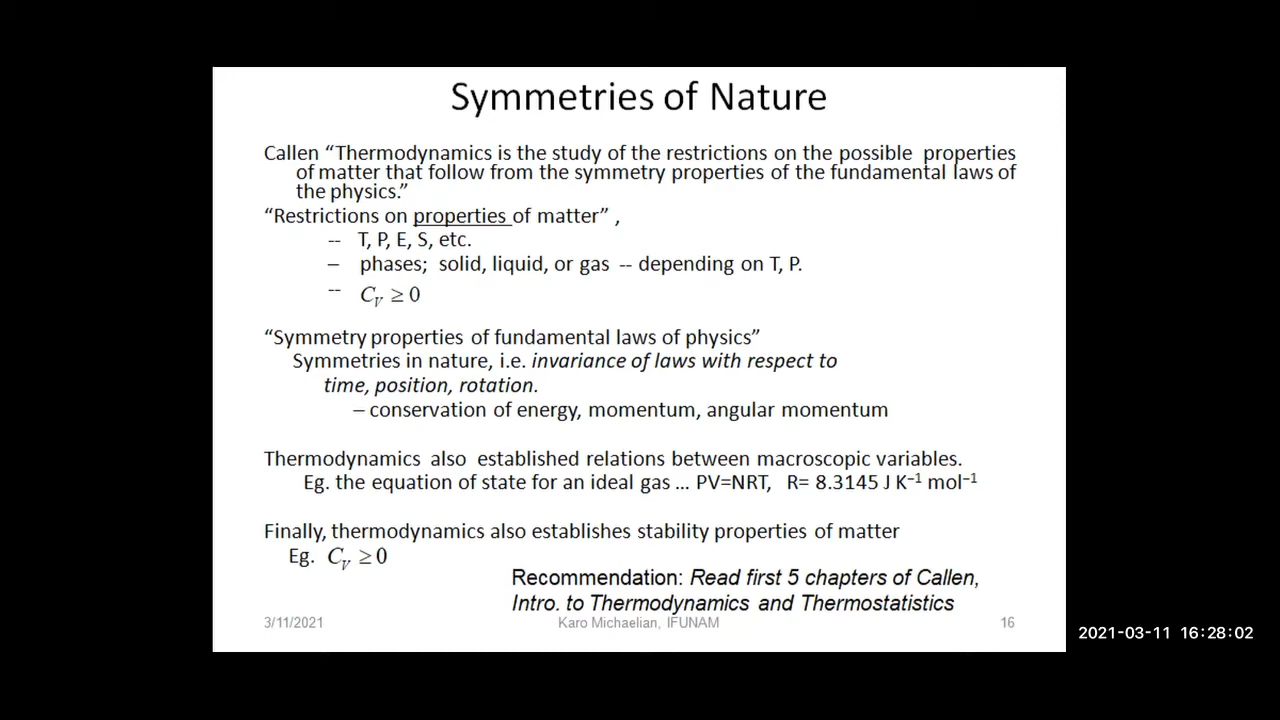 Symmetries of Nature
Callen “Thermodynamics is the study of the restrictions on the possible properties
of matter that follow from the symmetry properties of the fundamental laws of
the physics.”
“Restrictions on properties of matter” ,
-- T, P, E, S, etc.
– phases; solid, liquid, or gas -- depending on T, P.
-- C_V ≥ 0
“Symmetry properties of fundamental laws of physics”
Symmetries in nature, i.e. invariance of laws with respect to
time, position, rotation.
– conservation of energy, momentum, angular momentum
Thermodynamics also established relations between macroscopic variables.
Eg. the equation of state for an ideal gas … PV=NRT, R= 8.3145 J K⁻¹ mol⁻¹
Finally, thermodynamics also establishes stability properties of matter
Eg. C_V ≥ 0
Recommendation: Read first 5 chapters of Callen,
Intro. to Thermodynamics and Thermostatistics
3/11/2021 Karo Michaelian, IFUNAM 16
2021-03-11 16:28:02